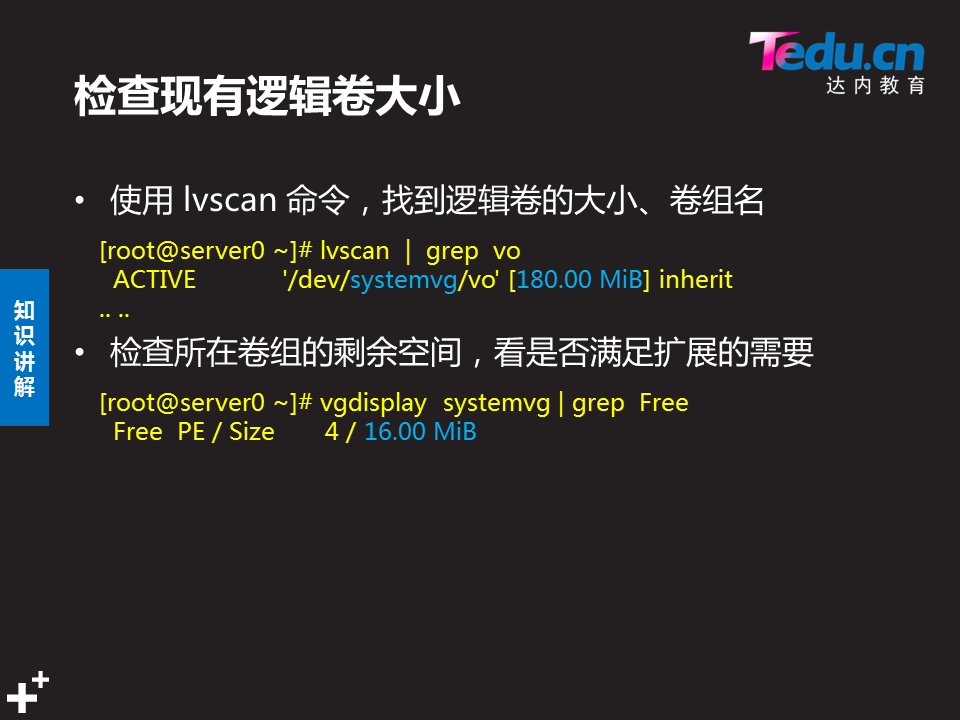 Tedu.cn
达内教育
检查现有逻辑卷大小
• 使用 lvscan 命令，找到逻辑卷的大小、卷组名
[root@server0 ~]# lvscan | grep vo
ACTIVE '/dev/systemvg/vo' [180.00 MiB] inherit
.. ..
• 检查所在卷组的剩余空间，看是否满足扩展的需要
[root@server0 ~]# vgdisplay systemvg | grep Free
Free PE / Size 4 / 16.00 MiB
知识讲解